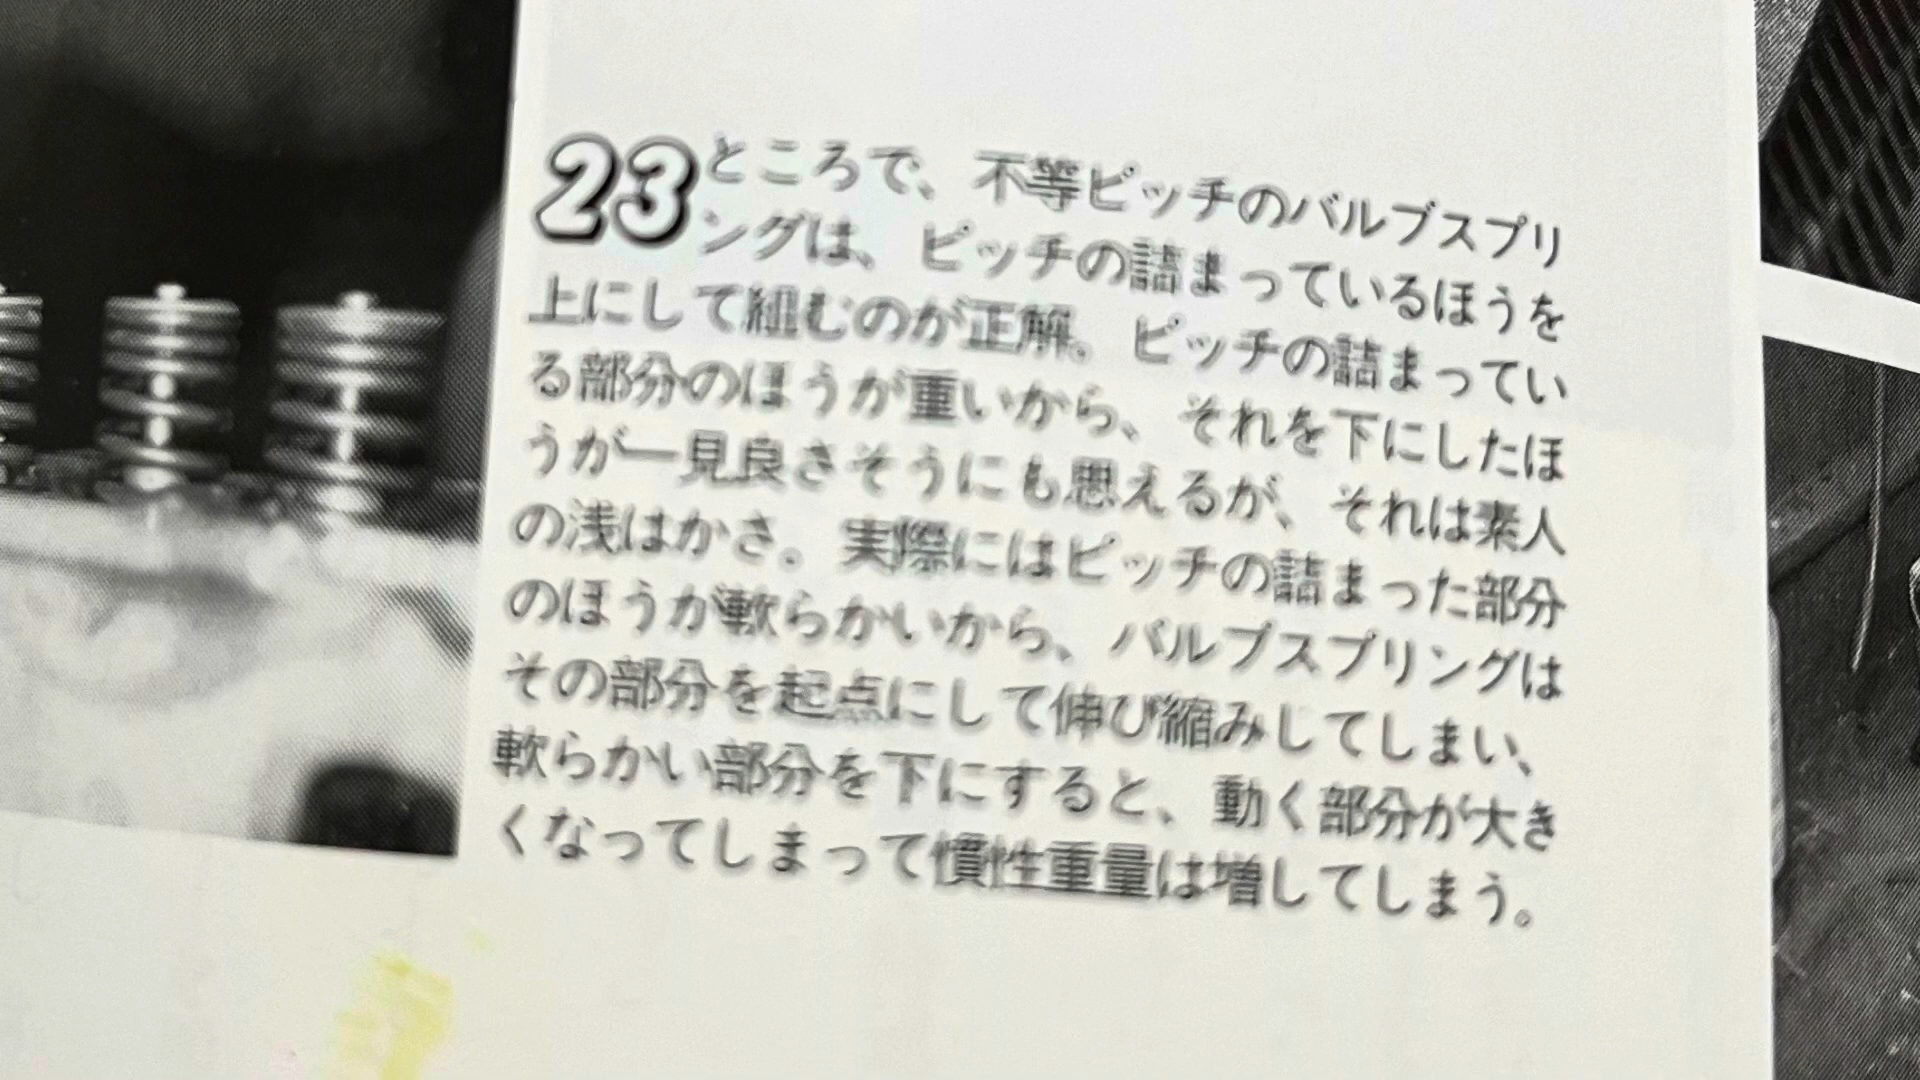 23 ところで、不等ピッチのバルブスプリ
ングは、ピッチの詰まっているほうを
上にして組むのが正解。ピッチの詰まってい
る部分のほうが重いから、それを下にしたほ
うが一見良さそうにも思えるが、それは素人
の浅はかさ。実際にはピッチの詰まった部分
のほうが軟らかいから、バルブスプリングは
その部分を起点にして伸び縮みしてしまい、
軟らかい部分を下にすると、動く部分が大き
くなってしまって慣性重量は増してしまう。